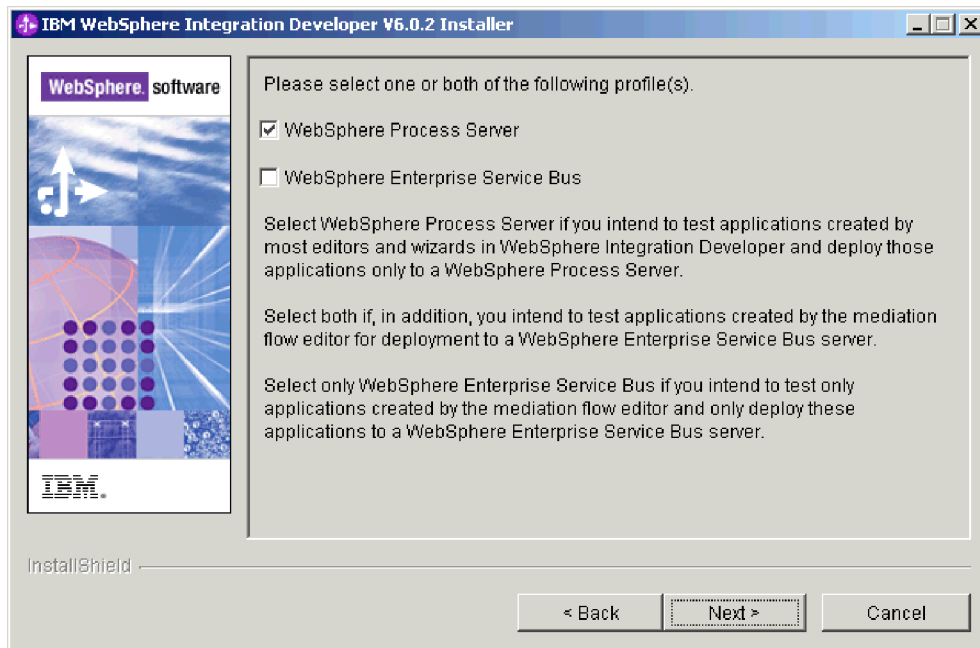 IBM WebSphere Integration Developer V6.0.2 Installer
WebSphere. software
Please select one or both of the following profile(s).
WebSphere Process Server
WebSphere Enterprise Service Bus
Select WebSphere Process Server if you intend to test applications created by
most editors and wizards in WebSphere Integration Developer and deploy those
applications only to a WebSphere Process Server.
Select both if, in addition, you intend to test applications created by the mediation
flow editor for deployment to a WebSphere Enterprise Service Bus server.
Select only WebSphere Enterprise Service Bus if you intend to test only
applications created by the mediation flow editor and only deploy these
applications to a WebSphere Enterprise Service Bus server.
IBM.
InstallShield
< Back
Next >
Cancel